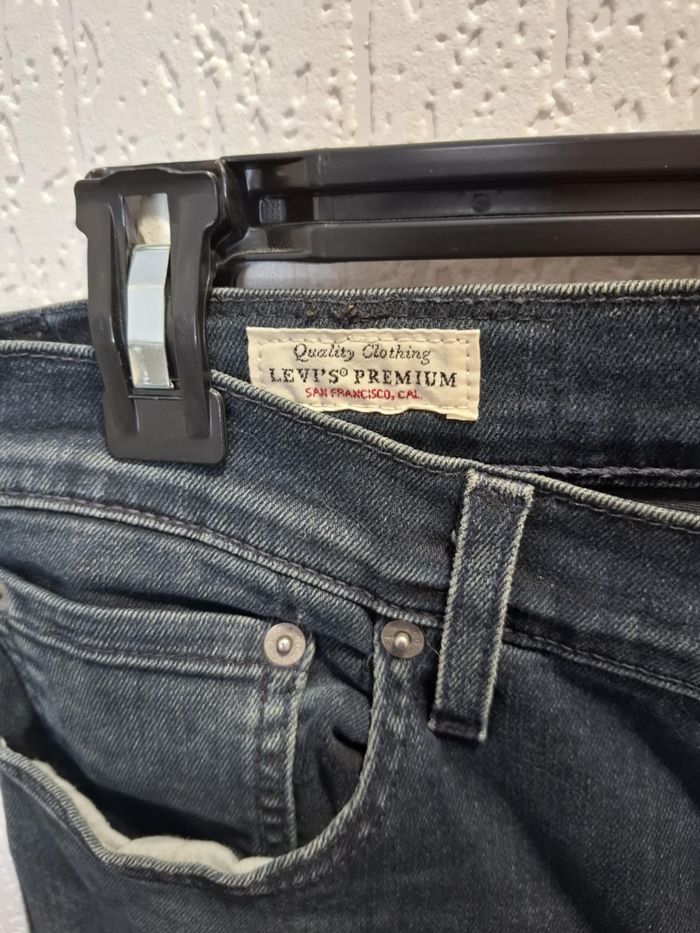 Quality Clothing
LEVI'S® PREMIUM
SAN FRANCISCO, CAL.